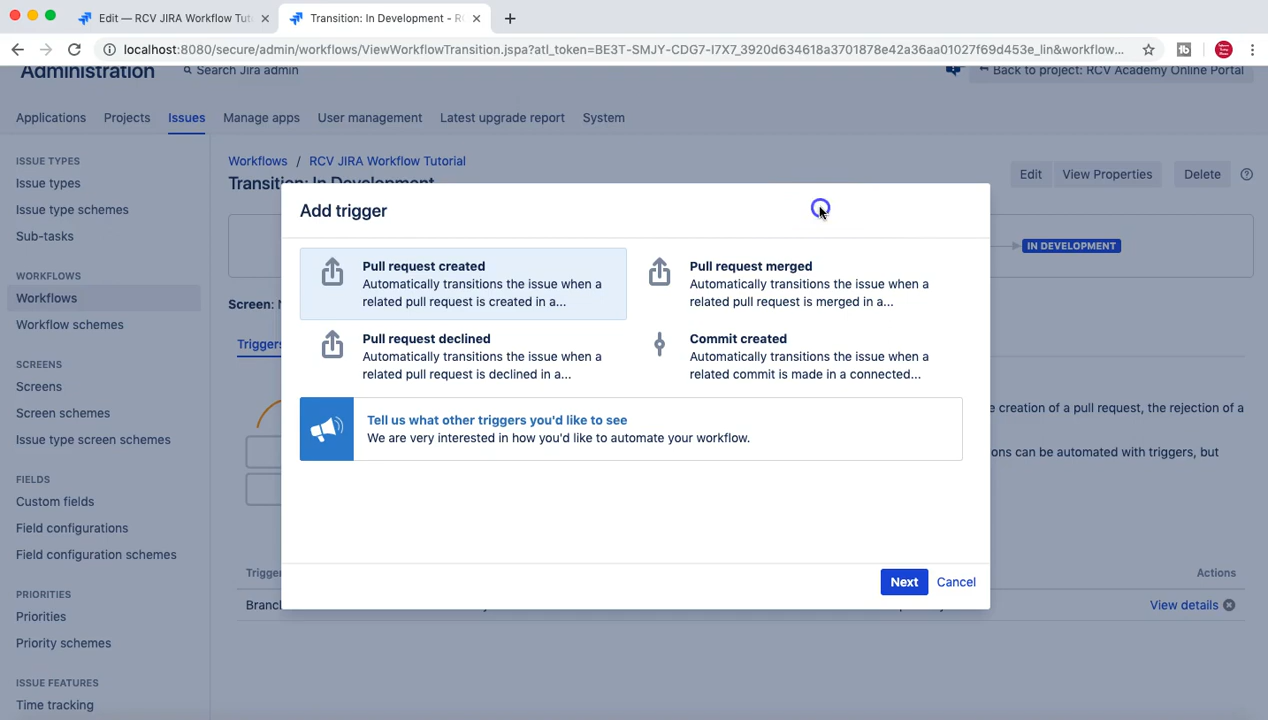 Edit — RCV JIRA Workflow Tut
Transition: In Development - R
localhost:8080/secure/admin/workflows/ViewWorkflowTransition.jspa?atl_token=BE3T-SMJY-CDG7-I7X7_3920d634618a3701878e42a36aa01027f69d453e_lin&workflow...
Administration
Search Jira admin
Back to project: RCV Academy Online Portal
Applications
Projects
Issues
Manage apps
User management
Latest upgrade report
System
ISSUE TYPES
Issue types
Issue type schemes
Sub-tasks
WORKFLOWS
Workflows
Workflow schemes
SCREENS
Screens
Screen schemes
Issue type screen schemes
FIELDS
Custom fields
Field configurations
Field configuration schemes
PRIORITIES
Priorities
Priority schemes
ISSUE FEATURES
Time tracking
Workflows / RCV JIRA Workflow Tutorial
Transition: In Development
Edit
View Properties
Delete
IN DEVELOPMENT
Screen:
Triggers
e creation of a pull request, the rejection of a
ons can be automated with triggers, but
Add trigger
Pull request created
Automatically transitions the issue when a
related pull request is created in a...
Pull request merged
Automatically transitions the issue when a
related pull request is merged in a...
Pull request declined
Automatically transitions the issue when a
related pull request is declined in a...
Commit created
Automatically transitions the issue when a
related commit is made in a connected...
Tell us what other triggers you'd like to see
We are very interested in how you'd like to automate your workflow.
Next
Cancel
Trigger
Actions
Branc
View details